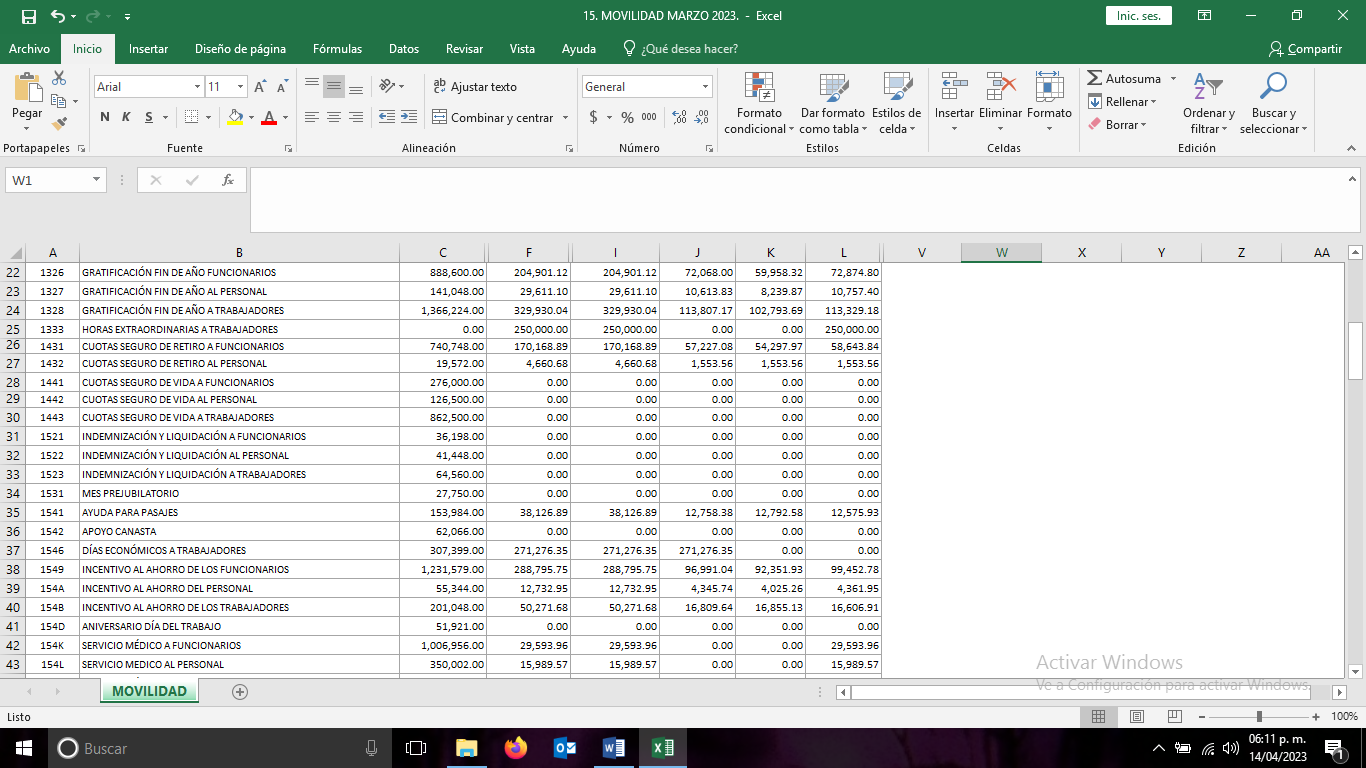 15. MOVILIDAD MARZO 2023. - Excel
Inic. ses.
Archivo Inicio Insertar Diseño de página Fórmulas Datos Revisar Vista Ayuda ¿Qué desea hacer? Compartir
Arial 11 Ajustar texto General Autosuma
Pegar Formato condicional Dar formato como tabla Estilos de celda Insertar Eliminar Formato Rellenar Ordenar y filtrar Buscar y seleccionar
N K S Combinar y centrar $ % 000 Borrar
Portapapeles Fuente Alineación Número Estilos Celdas Edición
W1 fx
A B C F I J K L V W X Y Z AA
22 1326 GRATIFICACIÓN FIN DE AÑO FUNCIONARIOS 888,600.00 204,901.12 204,901.12 72,068.00 59,958.32 72,874.80
23 1327 GRATIFICACIÓN FIN DE AÑO AL PERSONAL 141,048.00 29,611.10 29,611.10 10,613.83 8,239.87 10,757.40
24 1328 GRATIFICACIÓN FIN DE AÑO A TRABAJADORES 1,366,224.00 329,930.04 329,930.04 113,807.17 102,793.69 113,329.18
25 1333 HORAS EXTRAORDINARIAS A TRABAJADORES 0.00 250,000.00 250,000.00 0.00 0.00 250,000.00
26 1431 CUOTAS SEGURO DE RETIRO A FUNCIONARIOS 740,748.00 170,168.89 170,168.89 57,227.08 54,297.97 58,643.84
27 1432 CUOTAS SEGURO DE RETIRO AL PERSONAL 19,572.00 4,660.68 4,660.68 1,553.56 1,553.56 1,553.56
28 1441 CUOTAS SEGURO DE VIDA A FUNCIONARIOS 276,000.00 0.00 0.00 0.00 0.00 0.00
29 1442 CUOTAS SEGURO DE VIDA AL PERSONAL 126,500.00 0.00 0.00 0.00 0.00 0.00
30 1443 CUOTAS SEGURO DE VIDA A TRABAJADORES 862,500.00 0.00 0.00 0.00 0.00 0.00
31 1521 INDEMNIZACIÓN Y LIQUIDACIÓN A FUNCIONARIOS 36,198.00 0.00 0.00 0.00 0.00 0.00
32 1522 INDEMNIZACIÓN Y LIQUIDACIÓN AL PERSONAL 41,448.00 0.00 0.00 0.00 0.00 0.00
33 1523 INDEMNIZACIÓN Y LIQUIDACIÓN A TRABAJADORES 64,560.00 0.00 0.00 0.00 0.00 0.00
34 1531 MES PREJUBILATORIO 27,750.00 0.00 0.00 0.00 0.00 0.00
35 1541 AYUDA PARA PASAJES 153,984.00 38,126.89 38,126.89 12,758.38 12,792.58 12,575.93
36 1542 APOYO CANASTA 62,066.00 0.00 0.00 0.00 0.00 0.00
37 1546 DÍAS ECONÓMICOS A TRABAJADORES 307,399.00 271,276.35 271,276.35 271,276.35 0.00 0.00
38 1549 INCENTIVO AL AHORRO DE LOS FUNCIONARIOS 1,231,579.00 288,795.75 288,795.75 96,991.04 92,351.93 99,452.78
39 154A INCENTIVO AL AHORRO DEL PERSONAL 55,344.00 12,732.95 12,732.95 4,345.74 4,025.26 4,361.95
40 154B INCENTIVO AL AHORRO DE LOS TRABAJADORES 201,048.00 50,271.68 50,271.68 16,809.64 16,855.13 16,606.91
41 154D ANIVERSARIO DÍA DEL TRABAJO 51,921.00 0.00 0.00 0.00 0.00 0.00
42 154K SERVICIO MÉDICO A FUNCIONARIOS 1,006,956.00 29,593.96 29,593.96 0.00 0.00 29,593.96
43 154L SERVICIO MEDICO AL PERSONAL 350,002.00 15,989.57 15,989.57 0.00 0.00 15,989.57
Activar Windows
Ve a Configuración para activar Windows.
MOVILIDAD
Listo 100%
Buscar
06:11 p. m.
14/04/2023
1